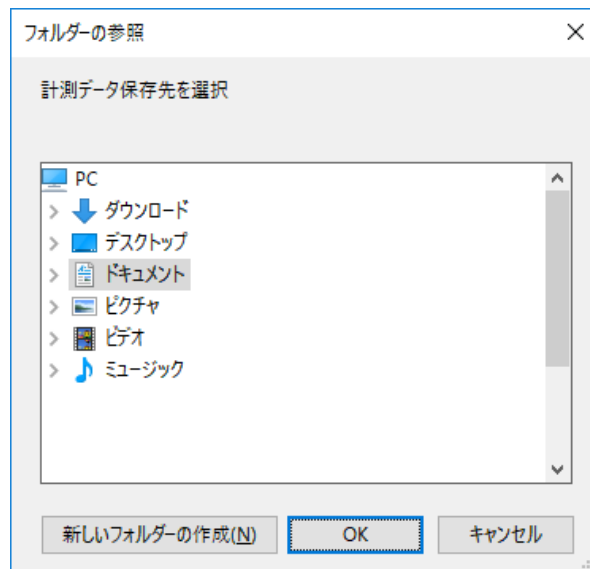 フォルダーの参照
計測データ保存先を選択
PC
ダウンロード
デスクトップ
ドキュメント
ピクチャ
ビデオ
ミュージック
新しいフォルダーの作成(N) OK キャンセル